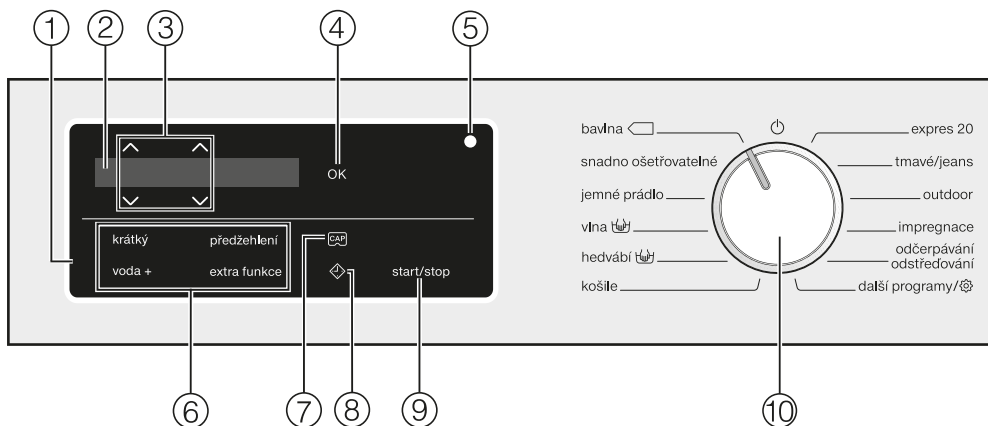 1 2 3 4 5
OK
krátký předžehlení
voda + extra funkce
CAP
start/stop
bavlna
snadno ošetřovatelné
jemné prádlo
vlna
hedvábí
košile
expres 20
tmavé/jeans
outdoor
impregnace
odčerpávání
odstřeďování
další programy/
6 7 8 9 10